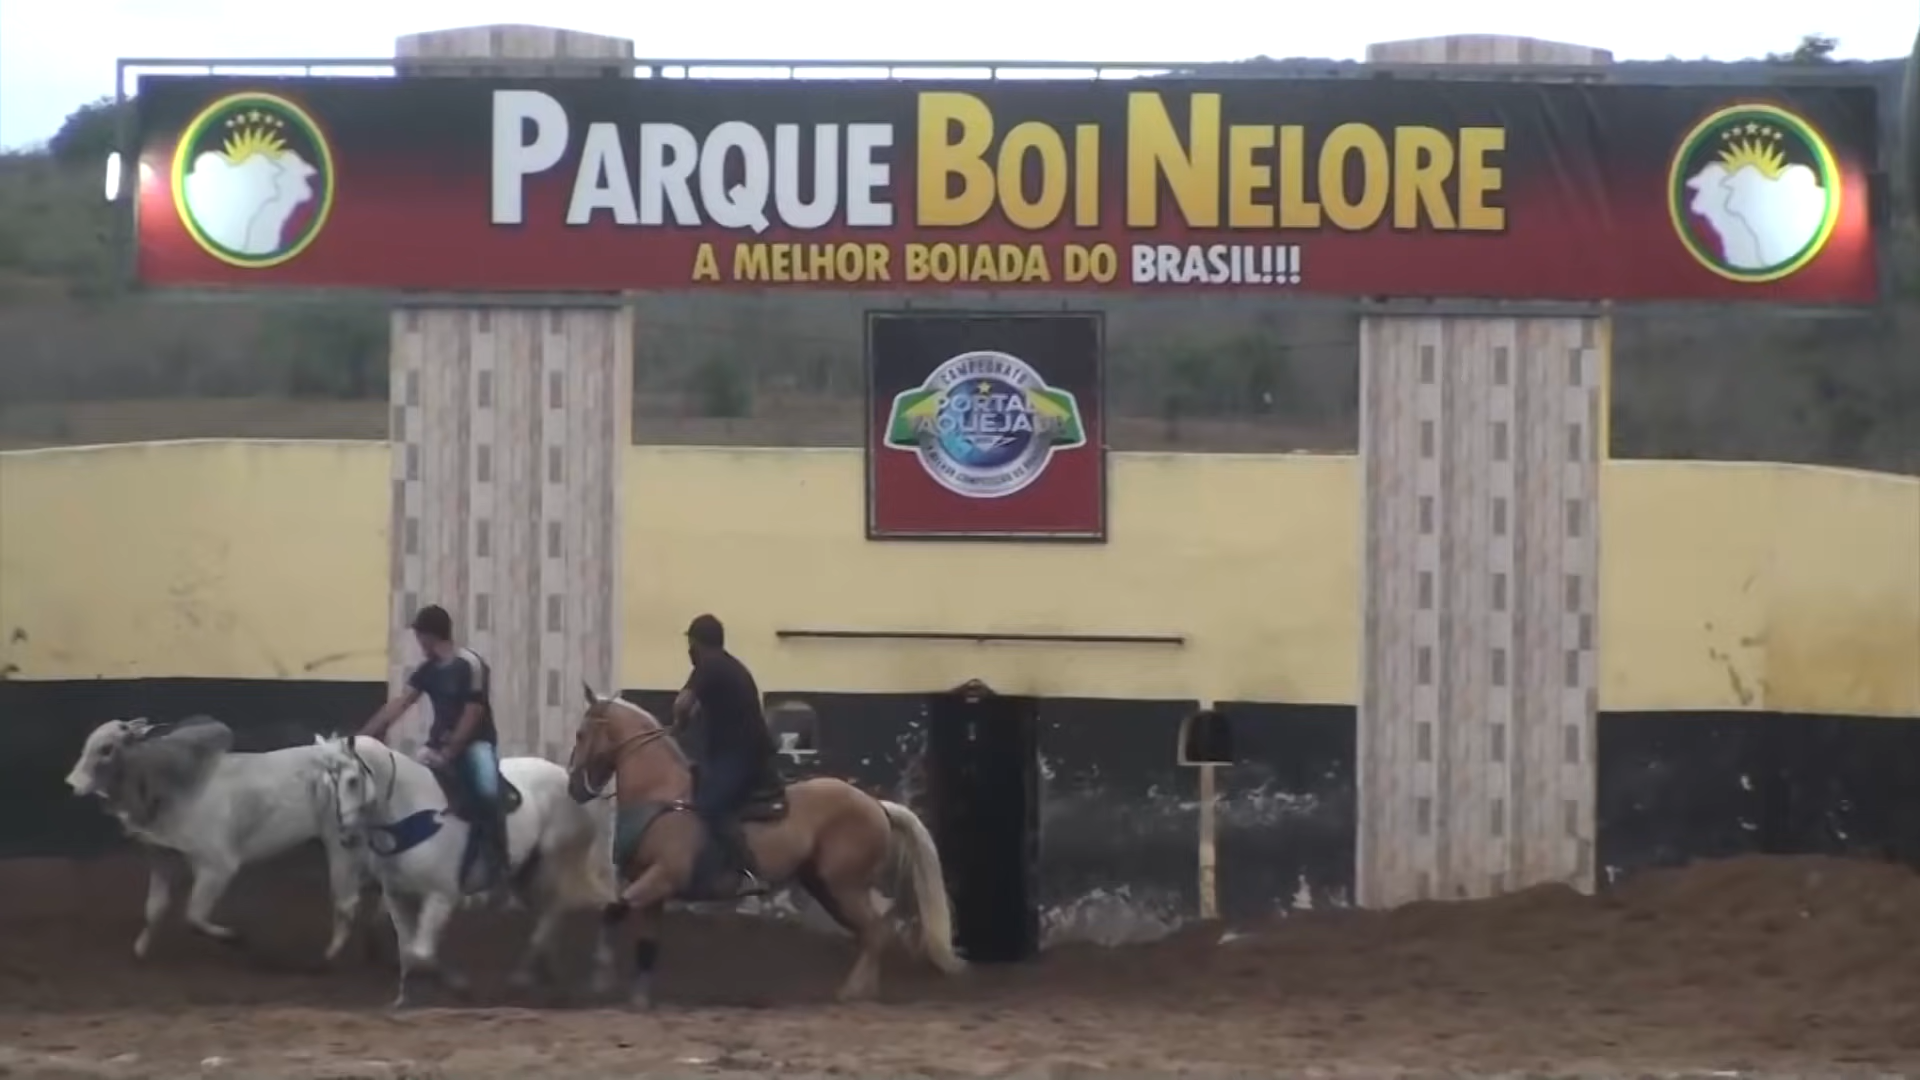 PARQUE BOI NELORE
A MELHOR BOIADA DO BRASIL!!!
CAMPEONATO
PORTAL
VAQUEJADA